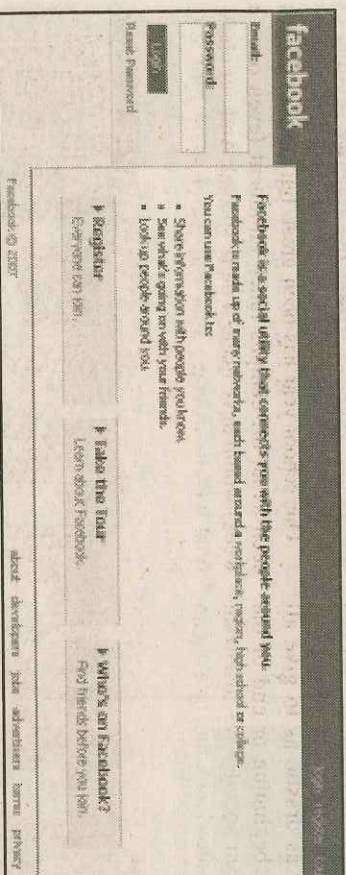 facebook
login register
Email:
Password:
Login
Reset Password
Facebook is a social utility that connects you with the people around you.
Facebook is made up of many networks, each based around a workplace, region, high school or college.
You can use Facebook to:
▪ Share information with people you know.
▪ See what's going on with your friends.
▪ Look up people around you.
Register
Everyone can join.
Take the Tour
Learn about Facebook.
Who's on Facebook?
Find friends before you join.
Facebook © 2007
about developers jobs advertisers terms privacy